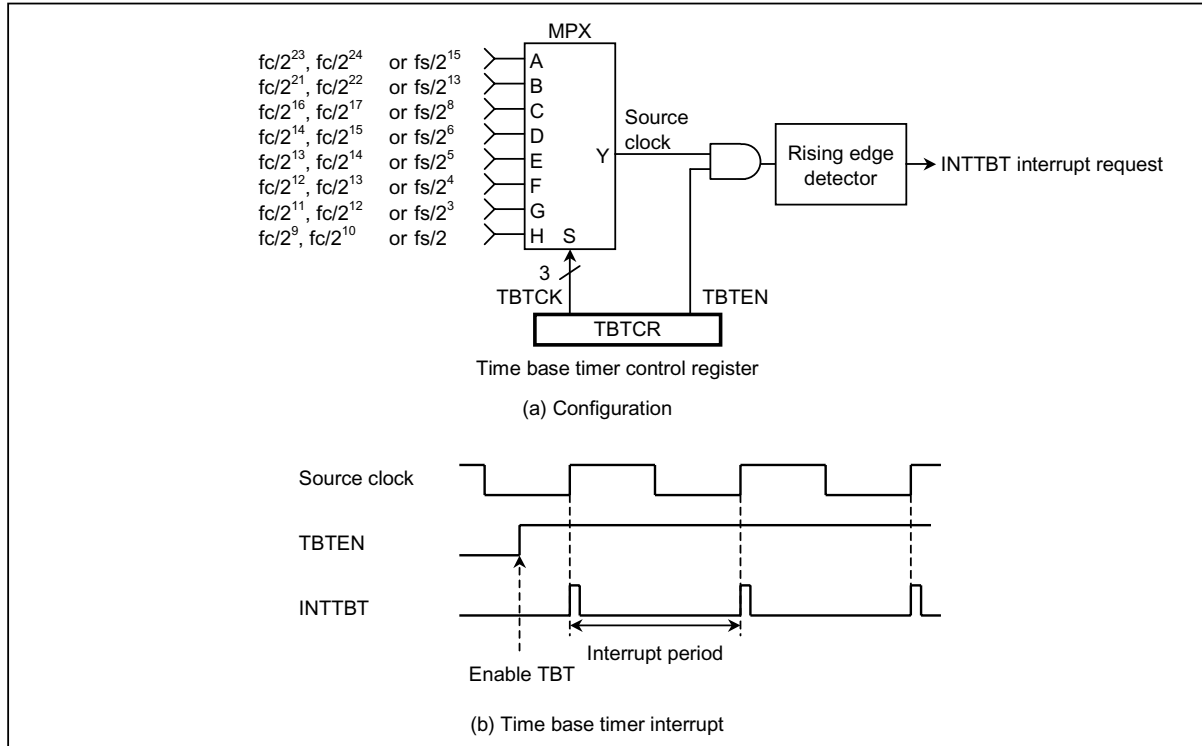 MPX
fc/2^23, fc/2^24 or fs/2^15 A
fc/2^21, fc/2^22 or fs/2^13 B
fc/2^16, fc/2^17 or fs/2^8 C
fc/2^14, fc/2^15 or fs/2^6 D
fc/2^13, fc/2^14 or fs/2^5 E
fc/2^12, fc/2^13 or fs/2^4 F
fc/2^11, fc/2^12 or fs/2^3 G
fc/2^9, fc/2^10 or fs/2 H S
Y
Source
clock
Rising edge
detector
INTTBT interrupt request
3
TBTCK
TBTEN
TBTCR
Time base timer control register
(a) Configuration
Source clock
TBTEN
INTTBT
Interrupt period
Enable TBT
(b) Time base timer interrupt